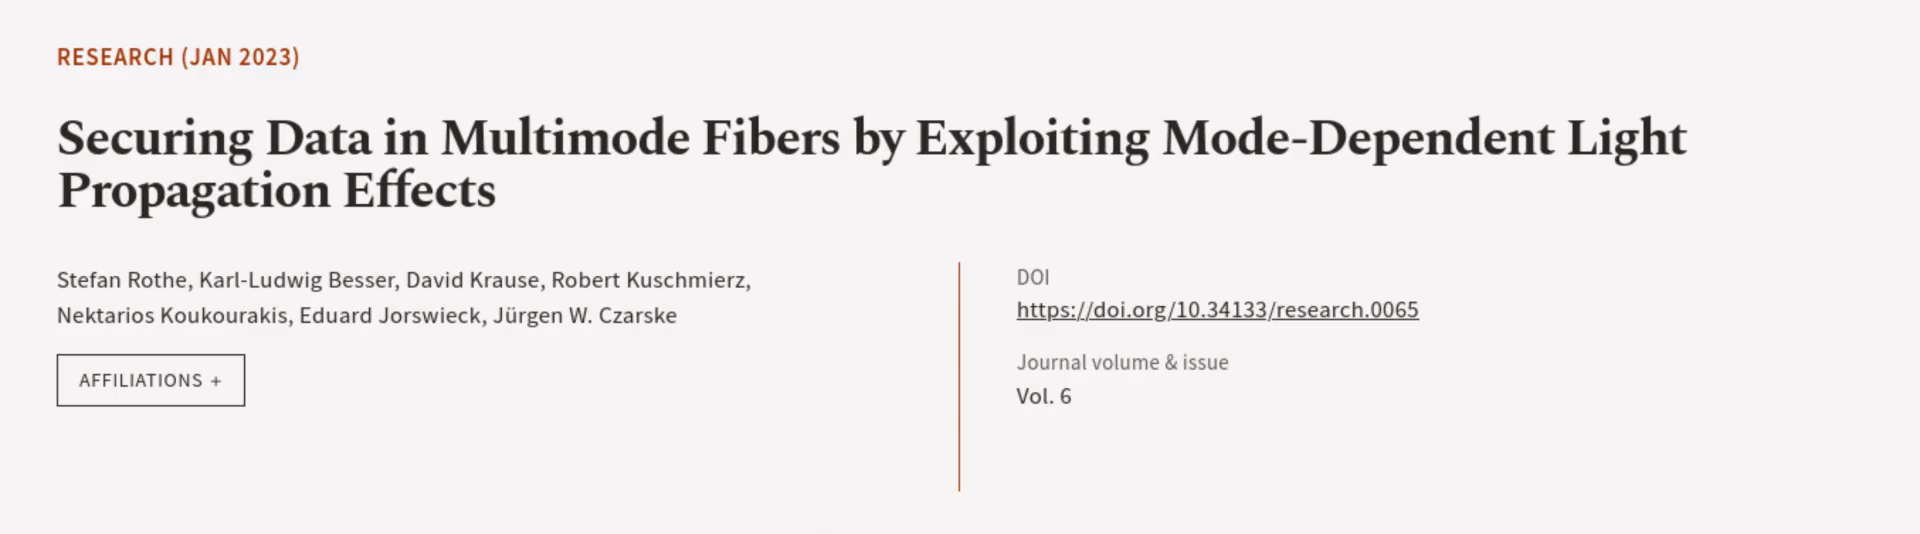 RESEARCH (JAN 2023)
Securing Data in Multimode Fibers by Exploiting Mode-Dependent Light
Propagation Effects
Stefan Rothe, Karl-Ludwig Besser, David Krause, Robert Kuschmierz,
Nektarios Koukourakis, Eduard Jorswieck, Jürgen W. Czarske
AFFILIATIONS +
DOI
https://doi.org/10.34133/research.0065
Journal volume & issue
Vol. 6